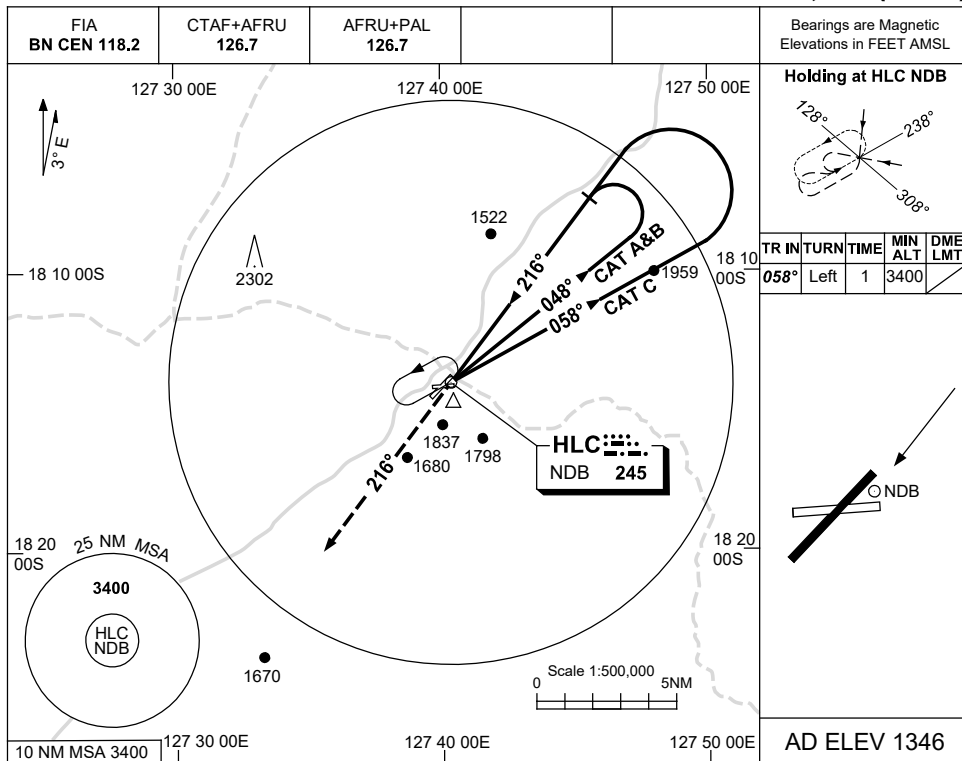 FIA
BN CEN 118.2
CTAF+AFRU
126.7
AFRU+PAL
126.7
Bearings are Magnetic
Elevations in FEET AMSL
127 30 00E
127 40 00E
127 50 00E
3° E
Holding at HLC NDB
128°
238°
308°
TR IN TURN TIME MIN ALT DME LMT
058° Left 1 3400
1522
2302
18 10 00S
18 10
00S
1959
216°
048° CAT A&B
058° CAT C
1837
1798
1680
216°
HLC
NDB 245
NDB
18 20
00S
18 20
00S
25 NM MSA
3400
HLC
NDB
1670
Scale 1:500,000
0 5NM
10 NM MSA 3400
127 30 00E
127 40 00E
127 50 00E
AD ELEV 1346